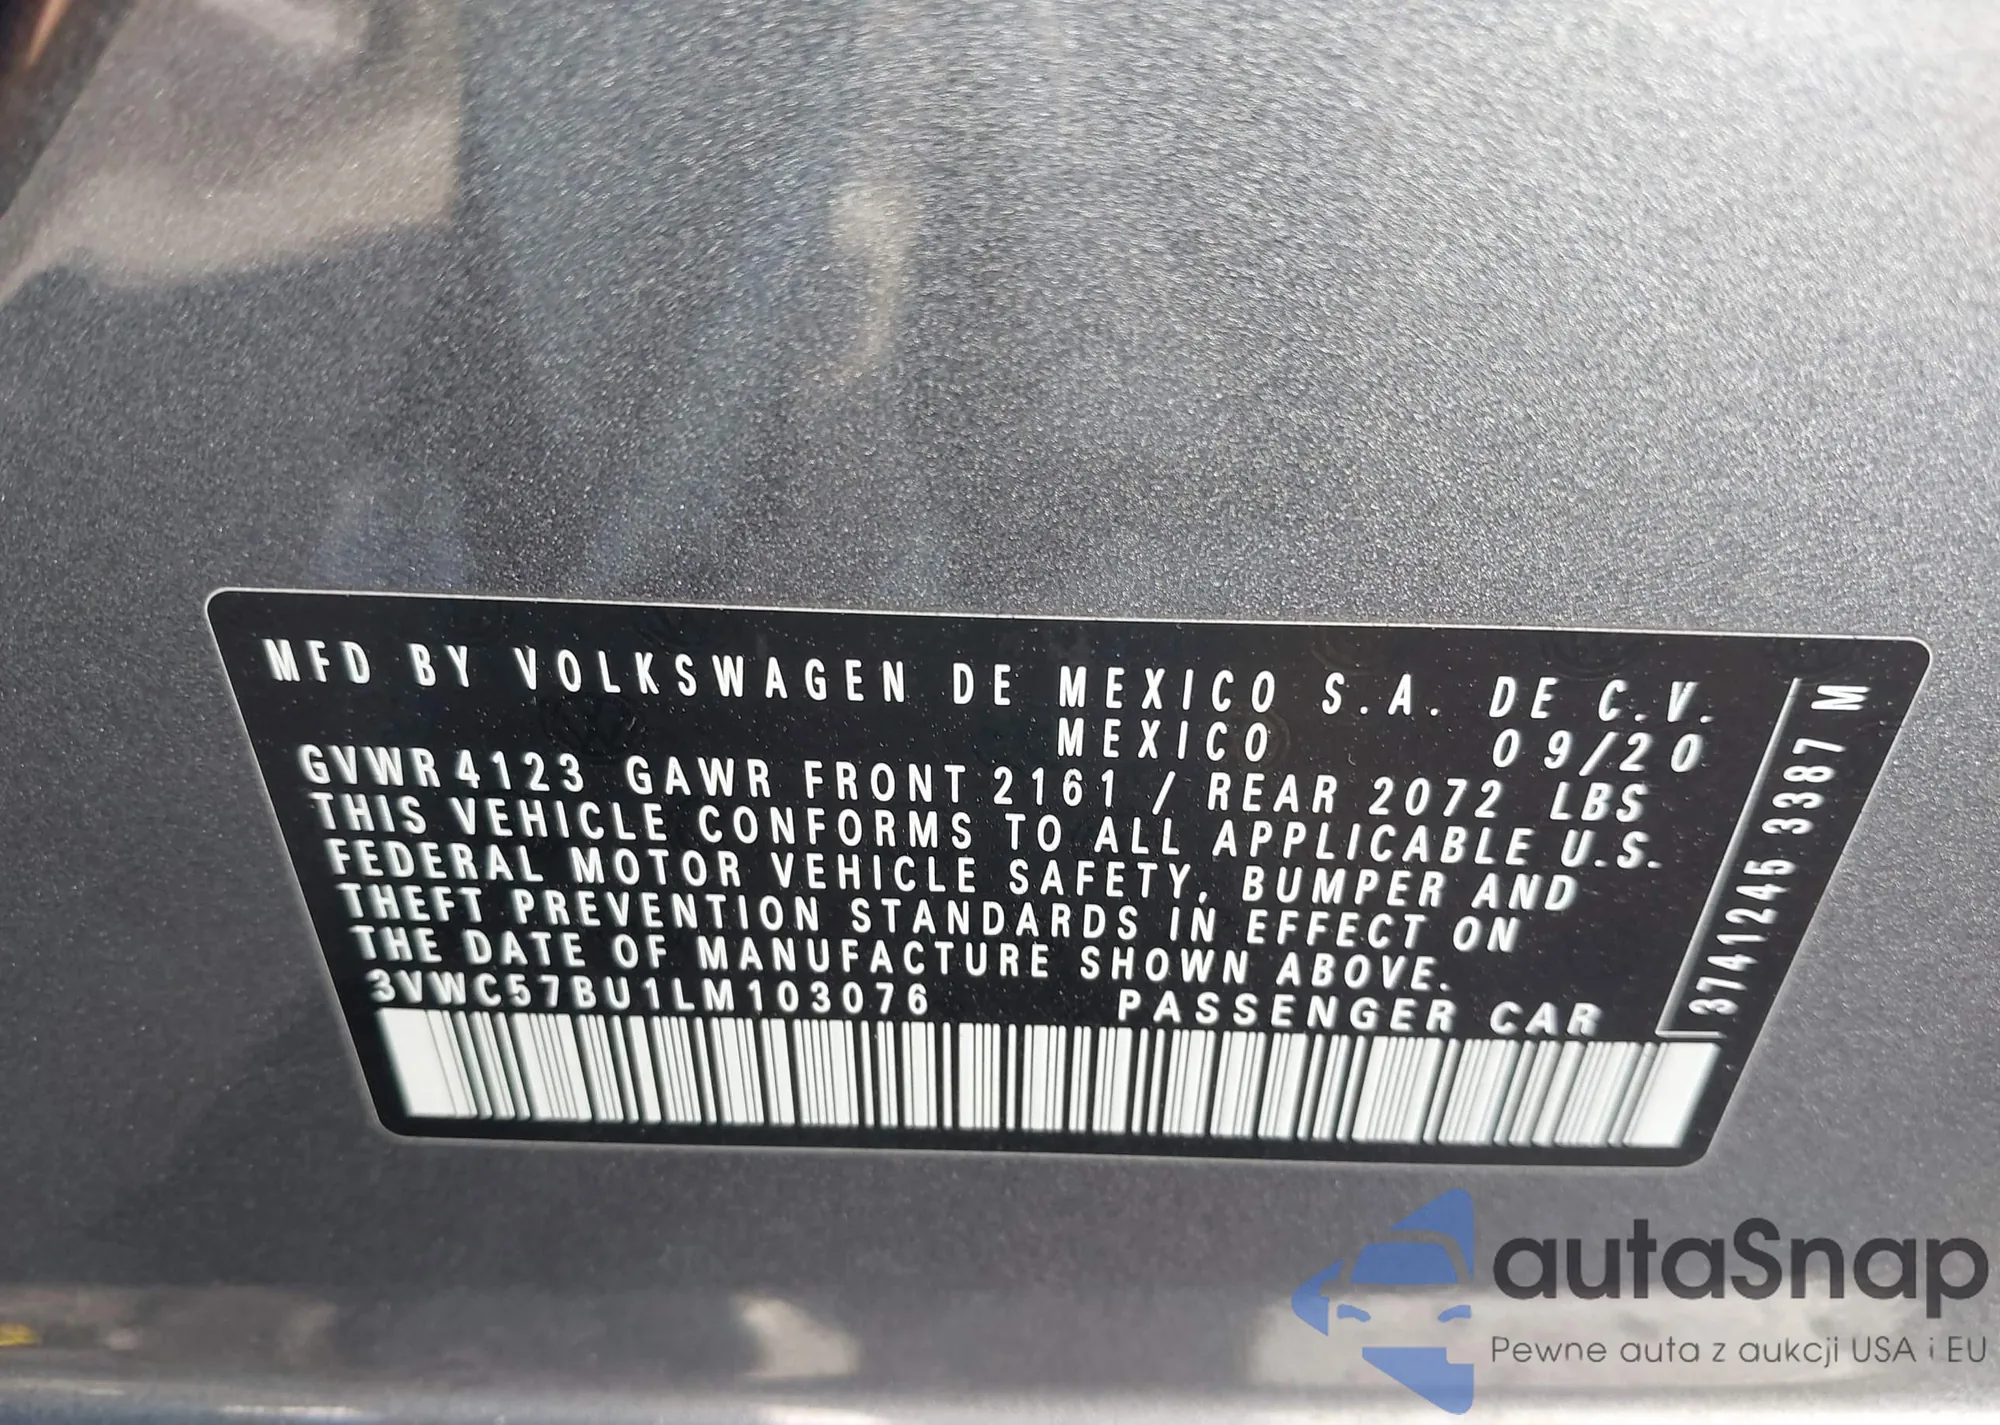 MFD BY VOLKSWAGEN DE MEXICO S.A. DE C.V.
MEXICO 09/20
GVWR 4123 GAWR FRONT 2161 / REAR 2072 LBS
THIS VEHICLE CONFORMS TO ALL APPLICABLE U.S.
FEDERAL MOTOR VEHICLE SAFETY, BUMPER AND
THEFT PREVENTION STANDARDS IN EFFECT ON
THE DATE OF MANUFACTURE SHOWN ABOVE.
3VWC57BU1LM103076 PASSENGER CAR
3741245 3387 M
autaSnap
Pewne auta z aukcji USA i EU